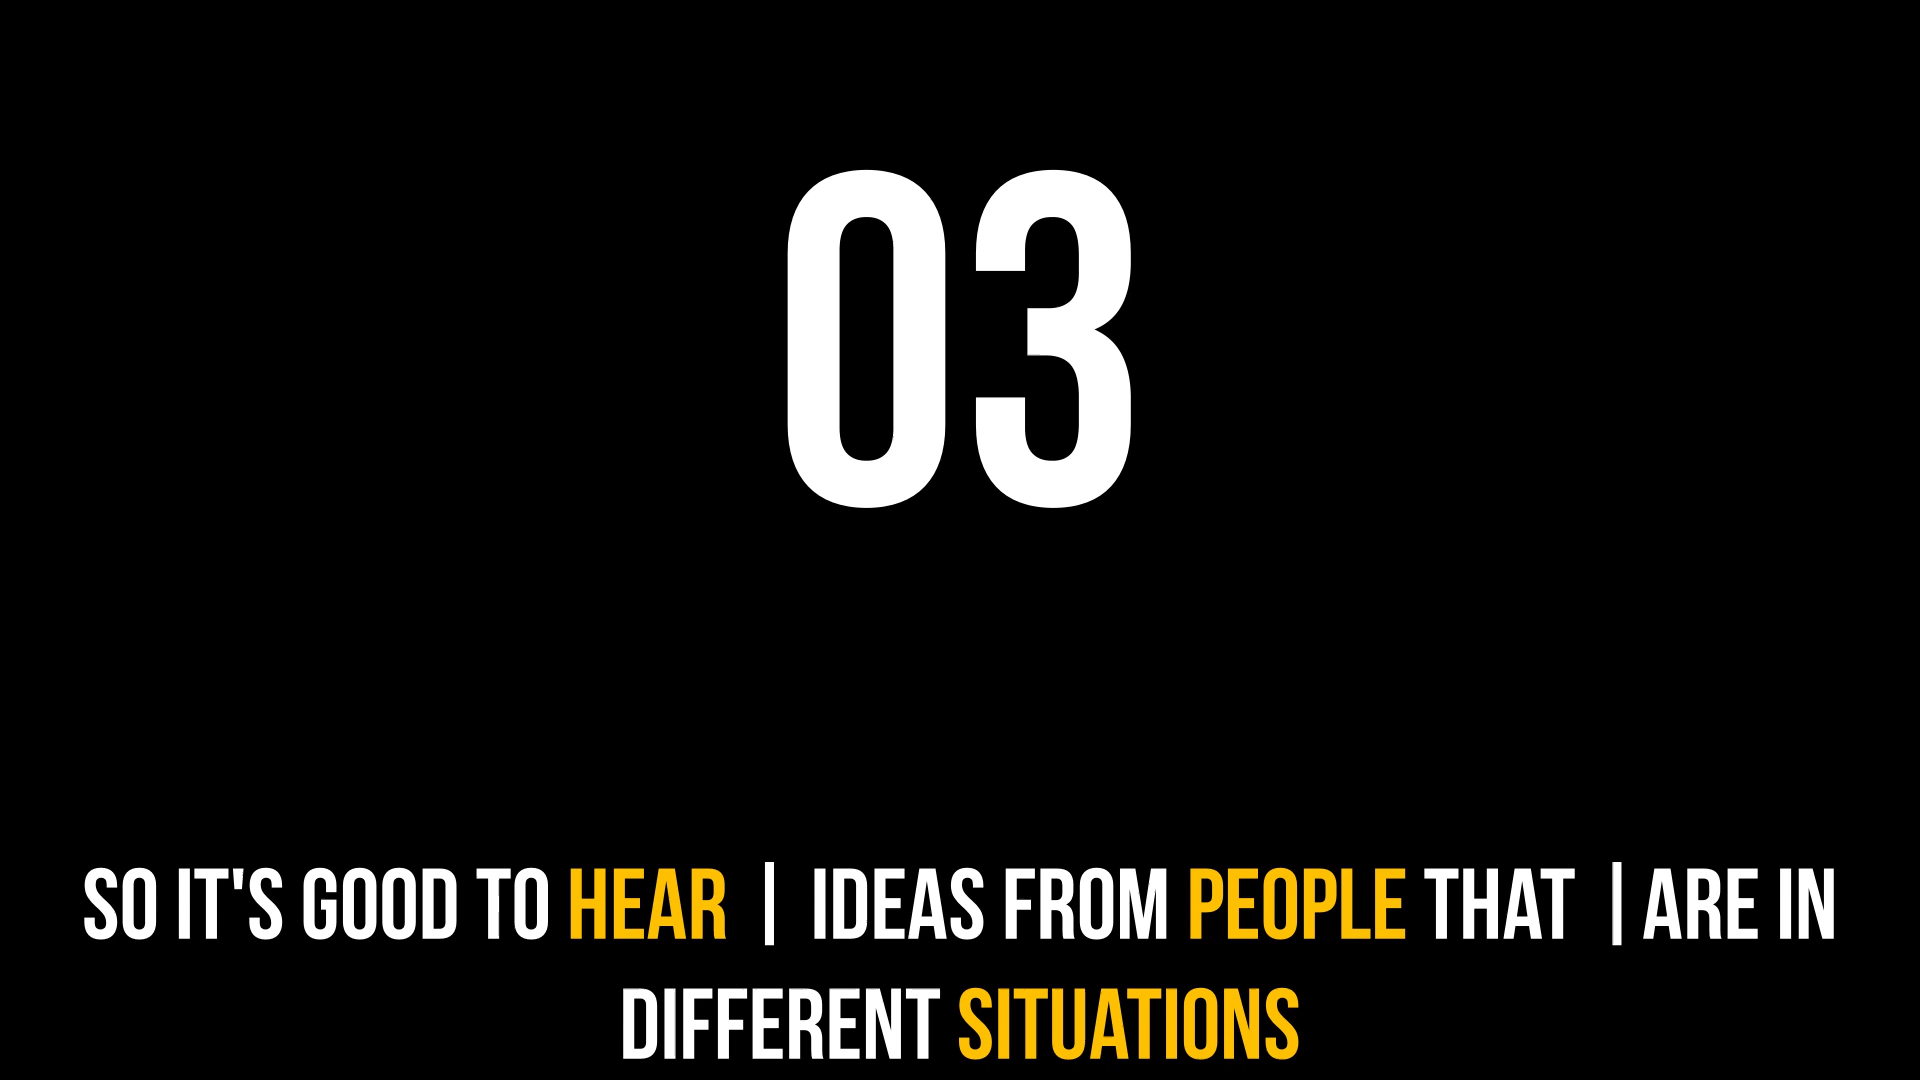 03
SO IT'S GOOD TO HEAR | IDEAS FROM PEOPLE THAT | ARE IN
DIFFERENT SITUATIONS